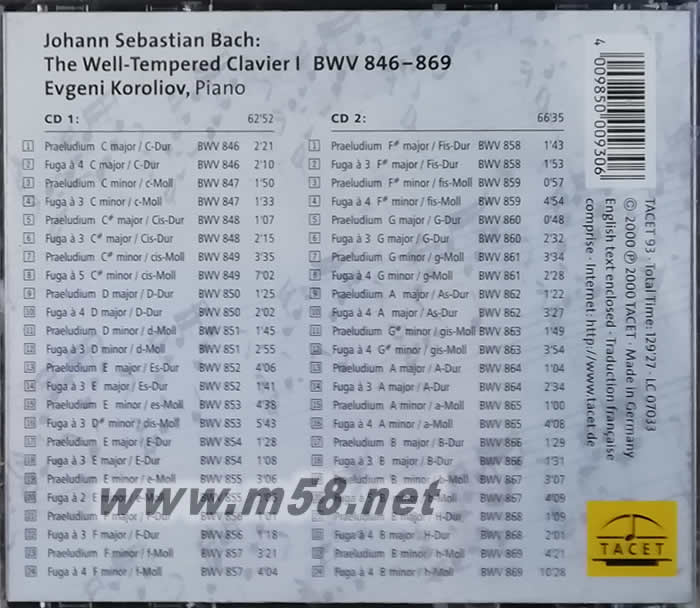 Johann Sebastian Bach:
The Well-Tempered Clavier I BWV 846–869
Evgeni Koroliov, Piano
CD 1: 62'52
1 Praeludium C major / C-Dur BWV 846 2'21
2 Fuga à 4 C major / C-Dur BWV 846 2'10
3 Praeludium C minor / c-Moll BWV 847 1'50
4 Fuga à 3 C minor / c-Moll BWV 847 1'33
5 Praeludium C# major / Cis-Dur BWV 848 1'07
6 Fuga à 3 C# major / Cis-Dur BWV 848 2'15
7 Praeludium C# minor / cis-Moll BWV 849 3'35
8 Fuga à 5 C# minor / cis-Moll BWV 849 7'02
9 Praeludium D major / D-Dur BWV 850 1'25
10 Fuga à 4 D major / D-Dur BWV 850 2'02
11 Praeludium D minor / d-Moll BWV 851 1'45
12 Fuga à 3 D minor / d-Moll BWV 851 2'55
13 Praeludium E major / Es-Dur BWV 852 4'06
14 Fuga à 3 E major / Es-Dur BWV 852 1'41
15 Praeludium E minor / es-Moll BWV 853 4'38
16 Fuga à 3 D# minor / dis-Moll BWV 853 5'43
17 Praeludium E major / E-Dur BWV 854 1'28
18 Fuga à 3 E major / E-Dur BWV 854 1'08
19 Praeludium E minor / e-Moll BWV 855 3'06
20 Fuga à 2 E
21 Praeludium F major / F-Dur 1'01
22 Fuga à 3 F major / F-Dur BWV 856 1'18
23 Praeludium F minor / f-Moll BWV 857 3'21
24 Fuga à 4 F minor / f-Moll BWV 857 4'04
CD 2: 66'35
1 Praeludium F# major / Fis-Dur BWV 858 1'43
2 Fuga à 3 F# major / Fis-Dur BWV 858 1'53
3 Praeludium F# minor / fis-Moll BWV 859 0'57
4 Fuga à 4 F# minor / fis-Moll BWV 859 4'54
5 Praeludium G major / G-Dur BWV 860 0'48
6 Fuga à 3 G major / G-Dur BWV 860 2'32
7 Praeludium G minor / g-Moll BWV 861 3'34
8 Fuga à 4 G minor / g-Moll BWV 861 2'28
9 Praeludium A major / As-Dur BWV 862 1'22
10 Fuga à 4 A major / As-Dur BWV 862 3'27
11 Praeludium G# minor / gis-Moll BWV 863 1'49
12 Fuga à 4 G# minor / gis-Moll BWV 863 3'54
13 Praeludium A major / A-Dur BWV 864 1'04
14 Fuga à 3 A major / A-Dur BWV 864 2'34
15 Praeludium A minor / a-Moll BWV 865 1'00
16 Fuga à 4 A minor / a-Moll BWV 865 4'08
17 Praeludium B major / B-Dur BWV 866 1'29
18 Fuga à 3 B major / B-Dur BWV 866 1'31
19 Praeludium B 3'07
20 4'09
21 Praeludium B major / H-Dur BWV 868 1'09
22 Fuga à 4 B major / H-Dur BWV 868 2'01
23 Praeludium B minor / h-Moll BWV 869 4'21
24 Fuga à 4 B minor / h-Moll BWV 869 10'28
4 009850 009306
TACET 93 · Total Time: 129'27 · LC 07033
© 2000 ℗ 2000 TACET · Made in Germany
English text enclosed · Traduction française
comprise · Internet: http://www.tacet.de
TACET
www.m58.net